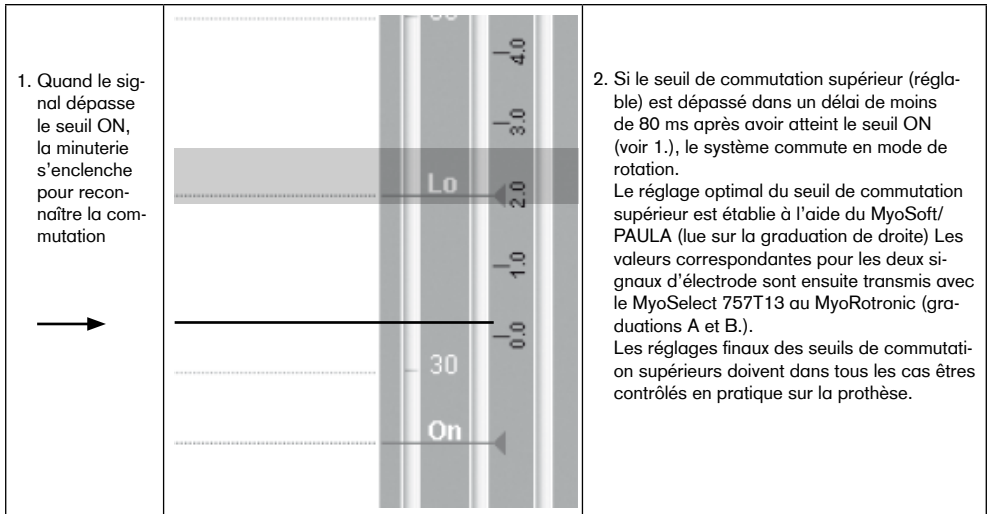 1. Quand le sig-
nal dépasse
le seuil ON,
la minuterie
s'enclenche
pour recon-
naître la com-
mutation
4.0
3.0
Lo
2.0
1.0
0.0
30
On
2. Si le seuil de commutation supérieur (régla-
ble) est dépassé dans un délai de moins
de 80 ms après avoir atteint le seuil ON
(voir 1.), le système commute en mode de
rotation.
Le réglage optimal du seuil de commutation
supérieur est établie à l'aide du MyoSoft/
PAULA (lue sur la graduation de droite) Les
valeurs correspondantes pour les deux si-
gnaux d'électrode sont ensuite transmis avec
le MyoSelect 757T13 au MyoRotronic (gra-
duations A et B.).
Les réglages finaux des seuils de commutati-
on supérieurs doivent dans tous les cas êtres
contrôlés en pratique sur la prothèse.